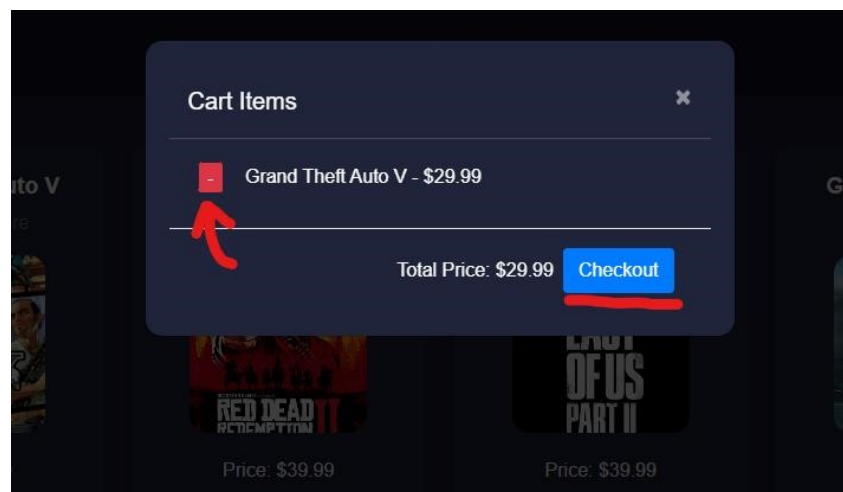 Cart Items ×
- Grand Theft Auto V - $29.99
Total Price: $29.99 Checkout
uto V
G
re
RED DEAD
REDEMPTION II
LAST
OF US
PART II
Price: $39.99
Price: $39.99